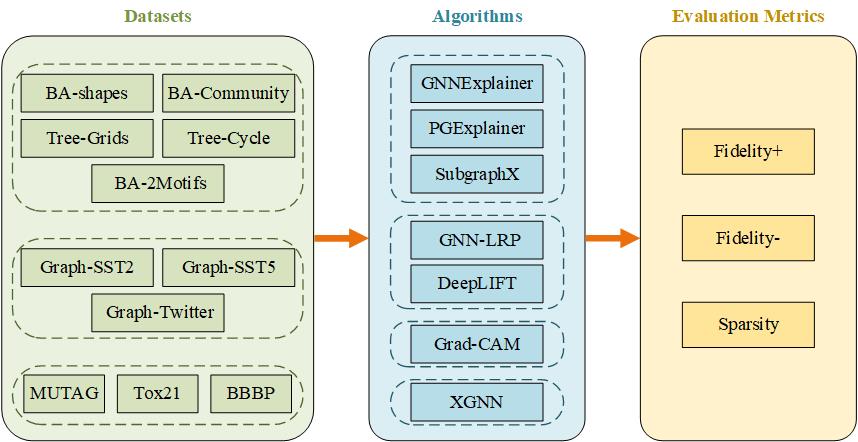 Datasets
BA-shapes
BA-Community
Tree-Grids
Tree-Cycle
BA-2Motifs
Graph-SST2
Graph-SST5
Graph-Twitter
MUTAG
Tox21
BBBP
Algorithms
GNNExplainer
PGExplainer
SubgraphX
GNN-LRP
DeepLIFT
Grad-CAM
XGNN
Evaluation Metrics
Fidelity+
Fidelity-
Sparsity